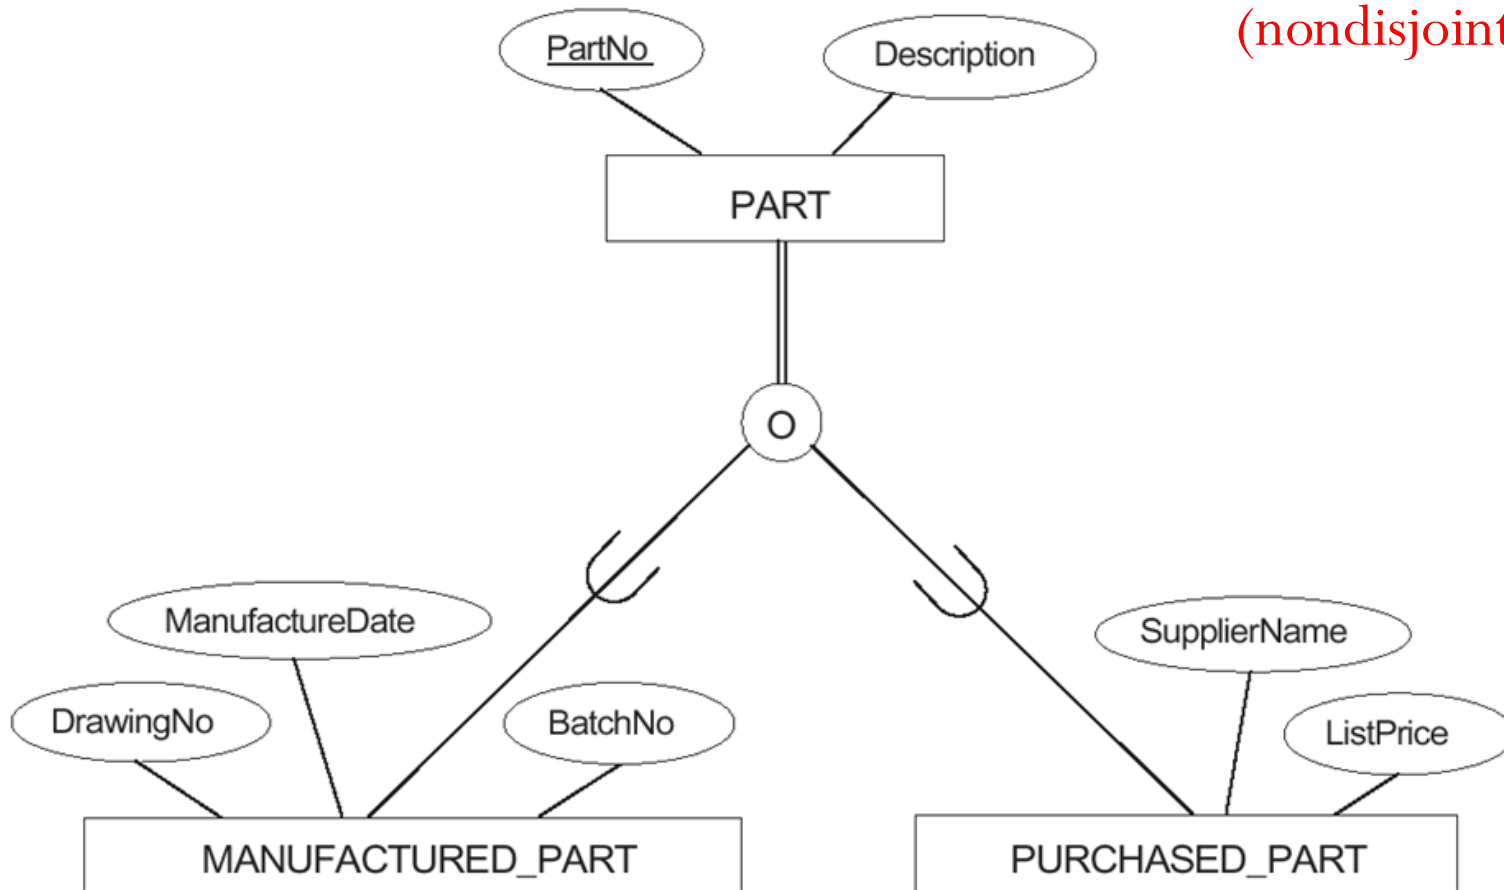 (nondisjoint
PartNo
Description
PART
O
ManufactureDate
SupplierName
DrawingNo
BatchNo
ListPrice
MANUFACTURED_PART
PURCHASED_PART